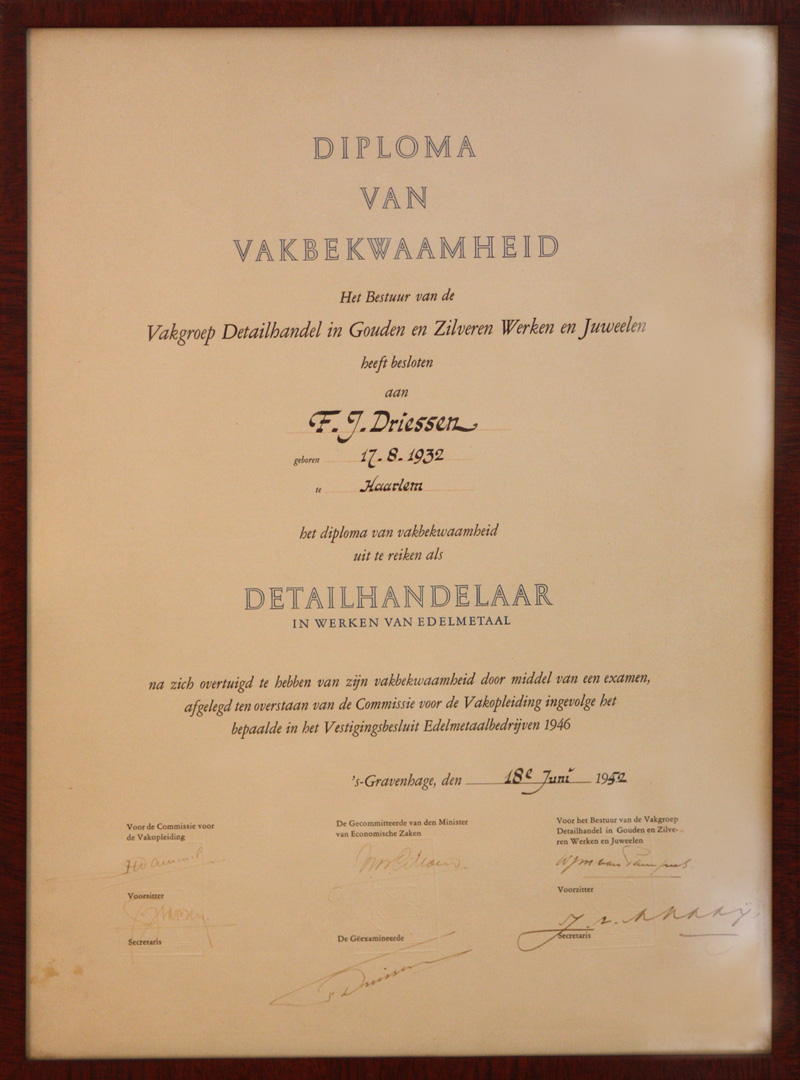 DIPLOMA
VAN
VAKBEKWAAMHEID
Het Bestuur van de
Vakgroep Detailhandel in Gouden en Zilveren Werken en Juweelen
heeft besloten
aan
F. J. Driessen
geboren 17-8-1932
te Haarlem
het diploma van vakbekwaamheid
uit te reiken als
DETAILHANDELAAR
IN WERKEN VAN EDELMETAAL
na zich overtuigd te hebben van zijn vakbekwaamheid door middel van een examen,
afgelegd ten overstaan van de Commissie voor de Vakopleiding ingevolge het
bepaalde in het Vestigingsbesluit Edelmetaalbedrijven 1946
's-Gravenhage, den 18e Juni 1952
Voor de Commissie voor
de Vakopleiding
Voorzitter
Secretaris
De Gecommitteerde van den Minister
van Economische Zaken
De Geëxamineerde
Driessen
Voor het Bestuur van de Vakgroep
Detailhandel in Gouden en Zilve-
ren Werken en Juweelen
Voorzitter
Secretaris